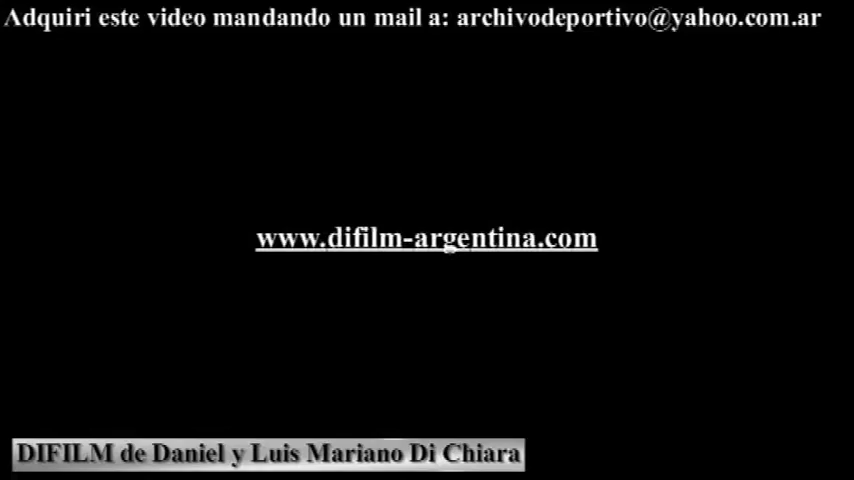 Adquiri este video mandando un mail a: archivodeportivo@yahoo.com.ar
www.difilm-argentina.com
DIFILM de Daniel y Luis Mariano Di Chiara